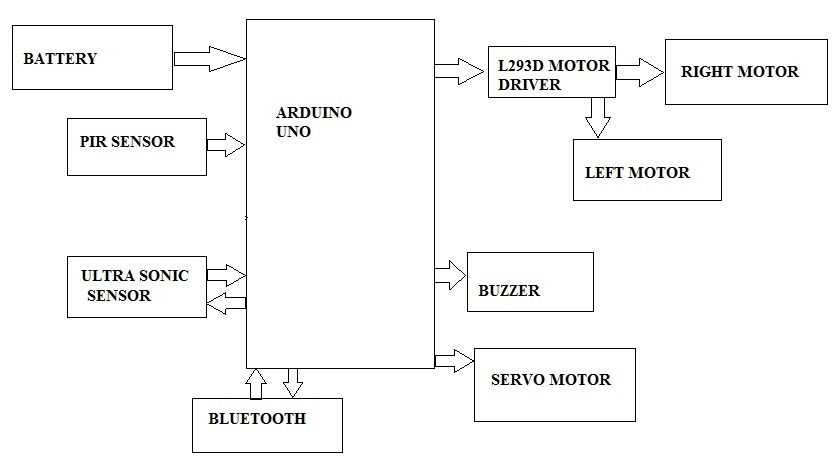 BATTERY
PIR SENSOR
ULTRA SONIC
SENSOR
ARDUINO
UNO
BLUETOOTH
L293D MOTOR
DRIVER
RIGHT MOTOR
LEFT MOTOR
BUZZER
SERVO MOTOR